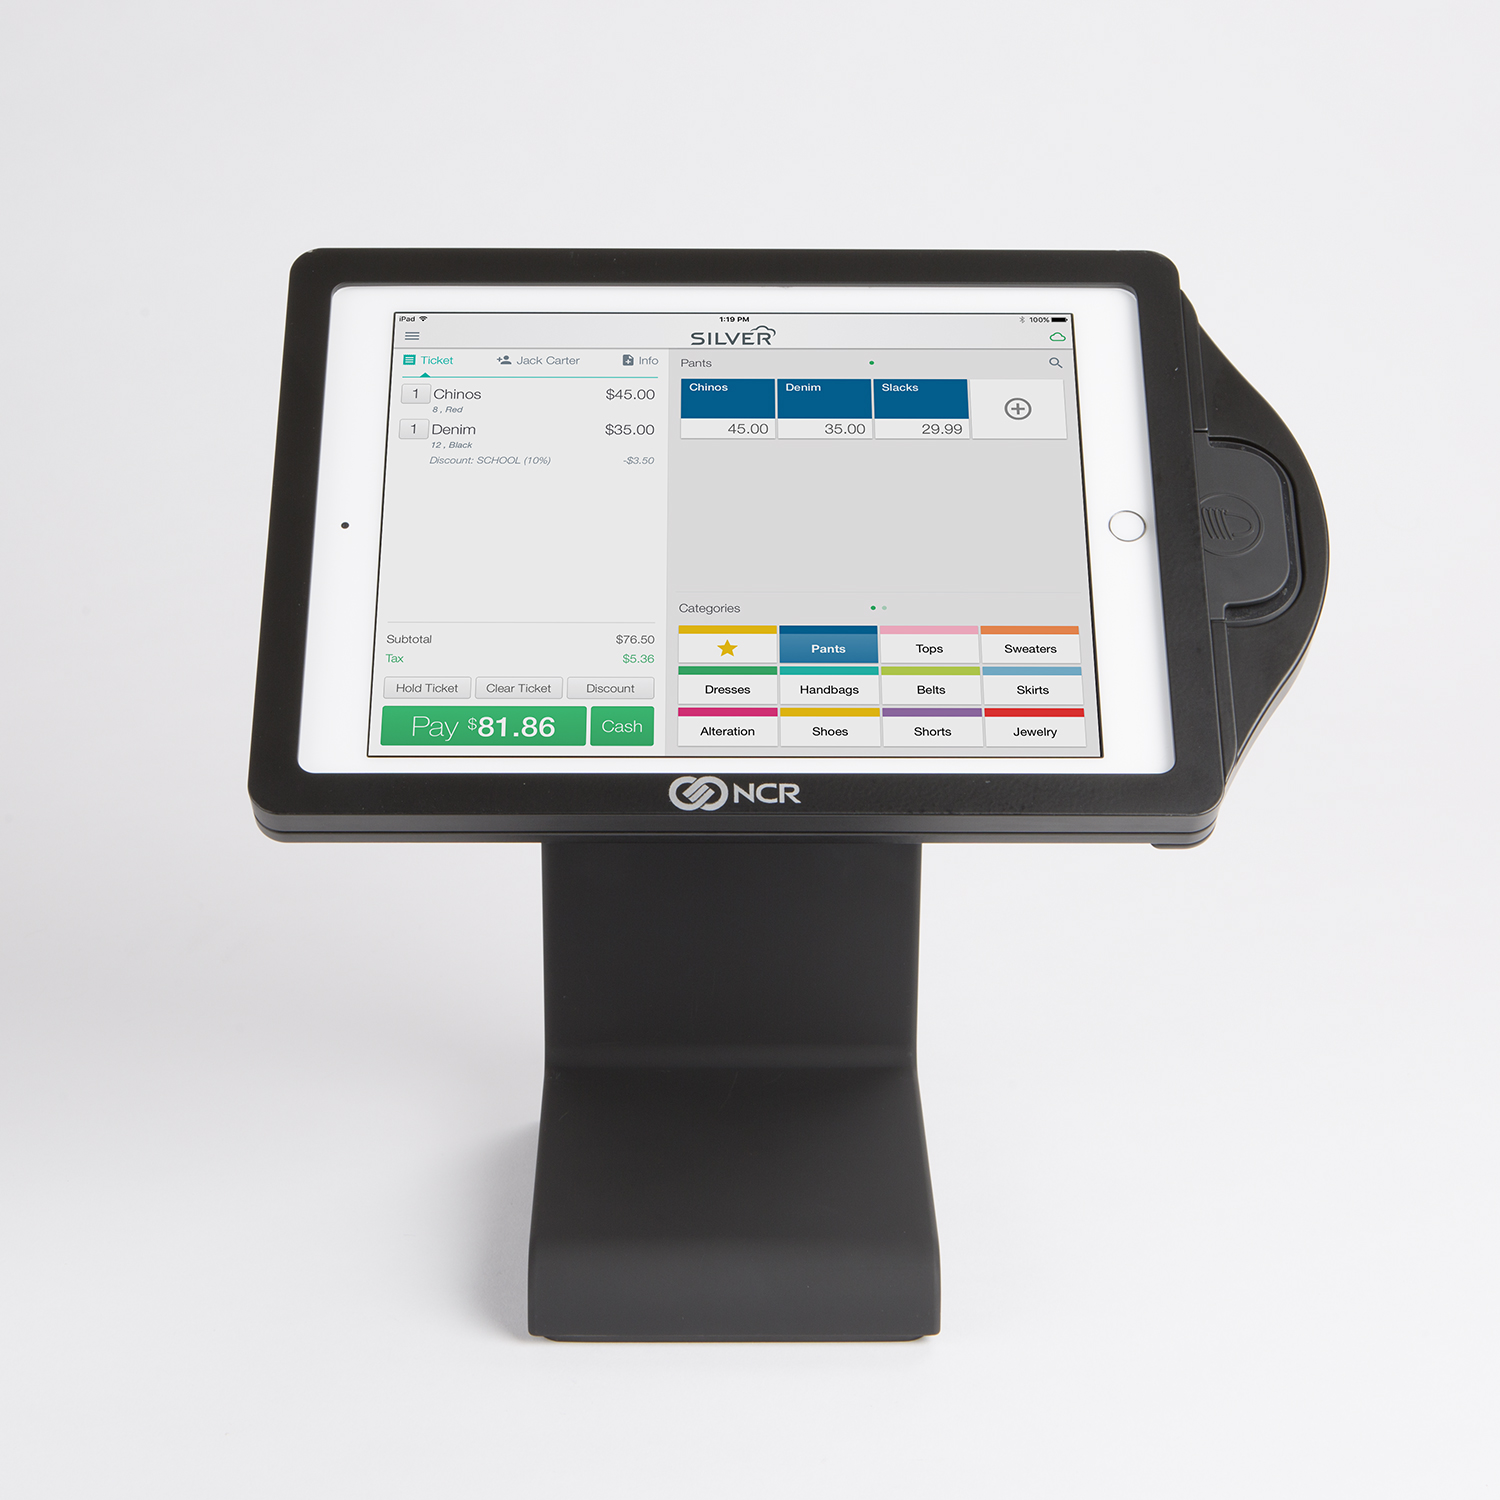 iPad 1:19 PM 100%
SILVER
Ticket Jack Carter Info
1 Chinos $45.00
8 , Red
1 Denim $35.00
12 , Black
Discount: SCHOOL (10%) -$3.50
Subtotal $76.50
Tax $5.36
Hold Ticket Clear Ticket Discount
Pay $81.86 Cash
Pants
Chinos Denim Slacks
45.00 35.00 29.99
Categories
Pants Tops Sweaters
Dresses Handbags Belts Skirts
Alteration Shoes Shorts Jewelry
NCR